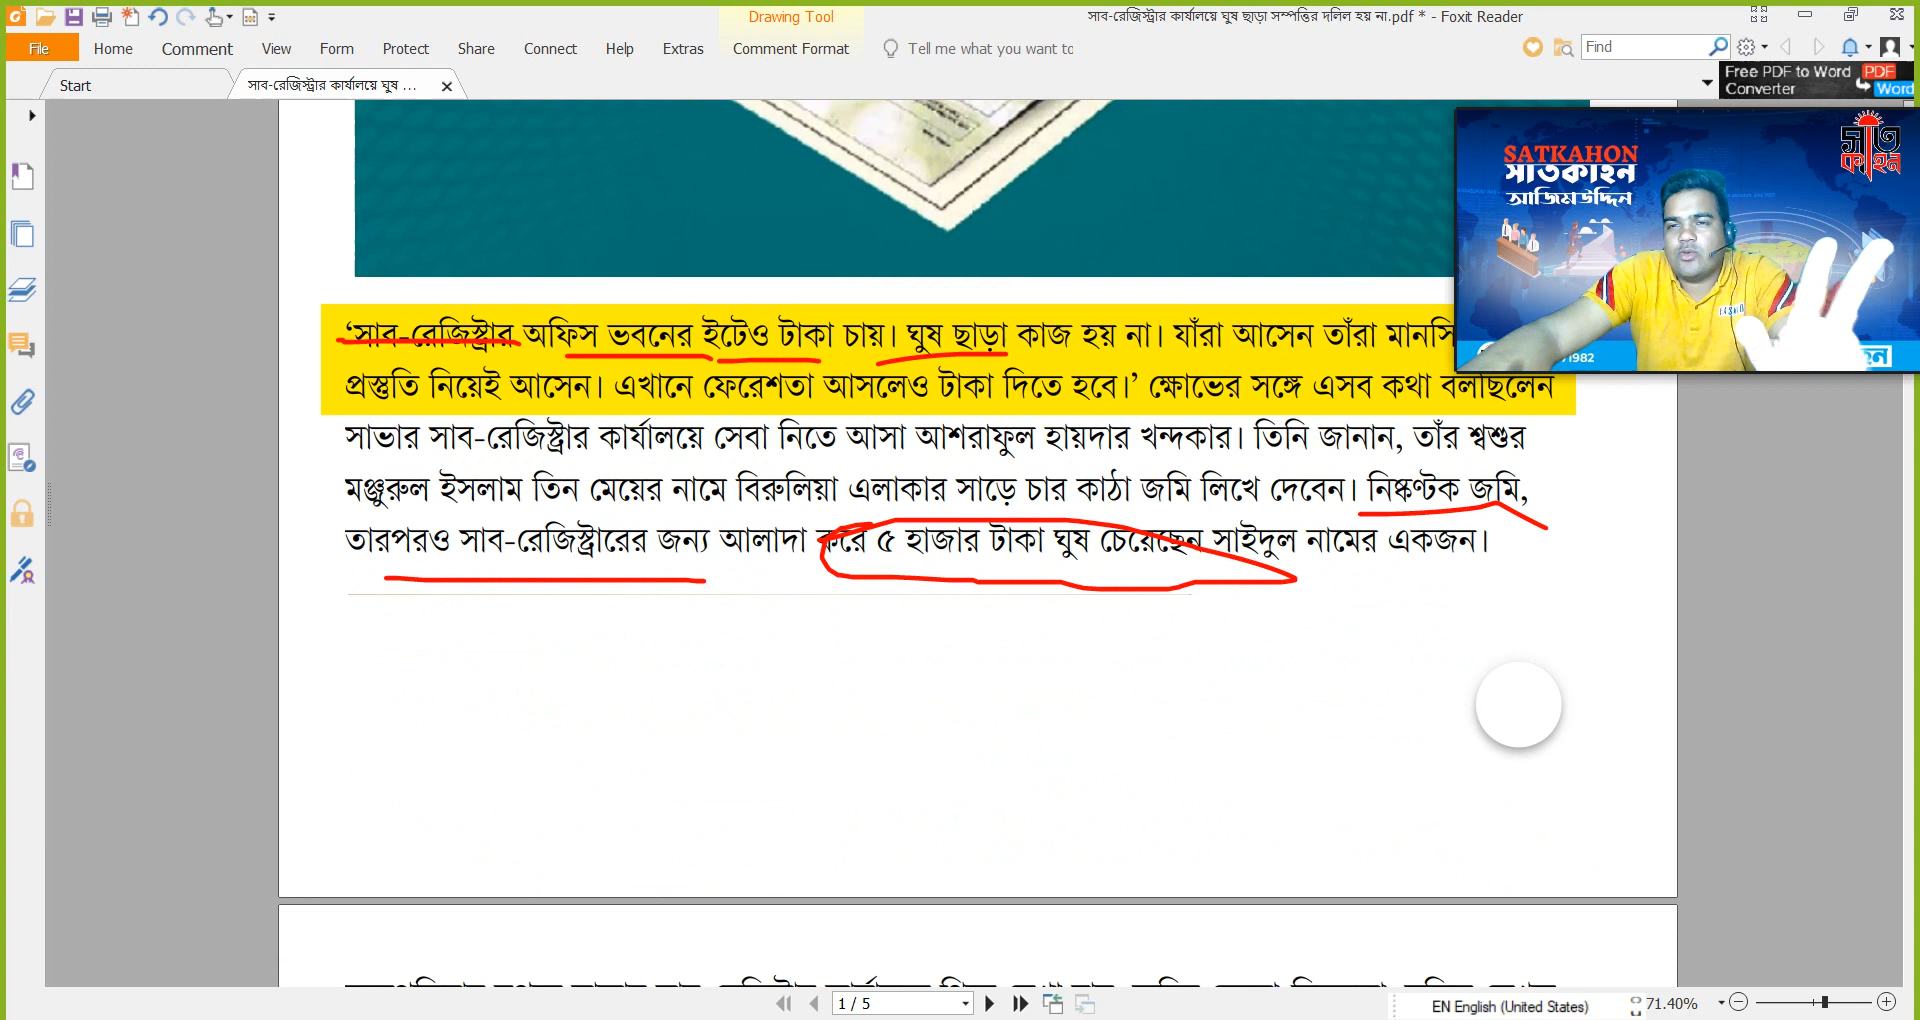 Drawing Tool
সাব-রেজিস্ট্রার কার্যালয়ে ঘুষ ছাড়া সম্পত্তির দলিল হয় না.pdf * - Foxit Reader
File Home Comment View Form Protect Share Connect Help Extras Comment Format Tell me what you want to Find
Start
সাব-রেজিস্ট্রার কার্যালয়ে ঘুষ ...
Free PDF to Word Converter
PDF
Word
SATKAHON
সাতকাহন
আজিমউদ্দিন
সাত
কাহন
1982
‘সাব-রেজিস্ট্রার অফিস ভবনের ইটেও টাকা চায়। ঘুষ ছাড়া কাজ হয় না। যাঁরা আসেন তাঁরা মানসি
প্রস্তুতি নিয়েই আসেন। এখানে ফেরেশতা আসলেও টাকা দিতে হবে।’ ক্ষোভের সঙ্গে এসব কথা বলছিলেন
সাভার সাব-রেজিস্ট্রার কার্যালয়ে সেবা নিতে আসা আশরাফুল হায়দার খন্দকার। তিনি জানান, তাঁর শ্বশুর
মঞ্জুরুল ইসলাম তিন মেয়ের নামে বিরুলিয়া এলাকার সাড়ে চার কাঠা জমি লিখে দেবেন। নিষ্কণ্টক জমি,
তারপরও সাব-রেজিস্ট্রারের জন্য আলাদা করে ৫ হাজার টাকা ঘুষ চেয়েছেন সাইদুল নামের একজন।
1 / 5
EN English (United States)
71.40%